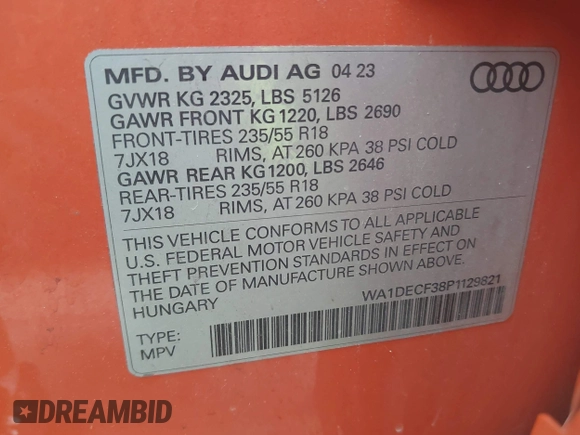 MFD. BY AUDI AG 04 23
GVWR KG 2325, LBS 5126
GAWR FRONT KG 1220, LBS 2690
FRONT-TIRES 235/55 R18
7JX18 RIMS, AT 260 KPA 38 PSI COLD
GAWR REAR KG1200, LBS 2646
REAR-TIRES 235/55 R18
7JX18 RIMS, AT 260 KPA 38 PSI COLD
THIS VEHICLE CONFORMS TO ALL APPLICABLE
U.S. FEDERAL MOTOR VEHICLE SAFETY AND
THEFT PREVENTION STANDARDS IN EFFECT ON
THE DATE OF MANUFACTURE SHOWN ABOVE.
HUNGARY
WA1DECF38P1129821
TYPE:
MPV
DREAMBID